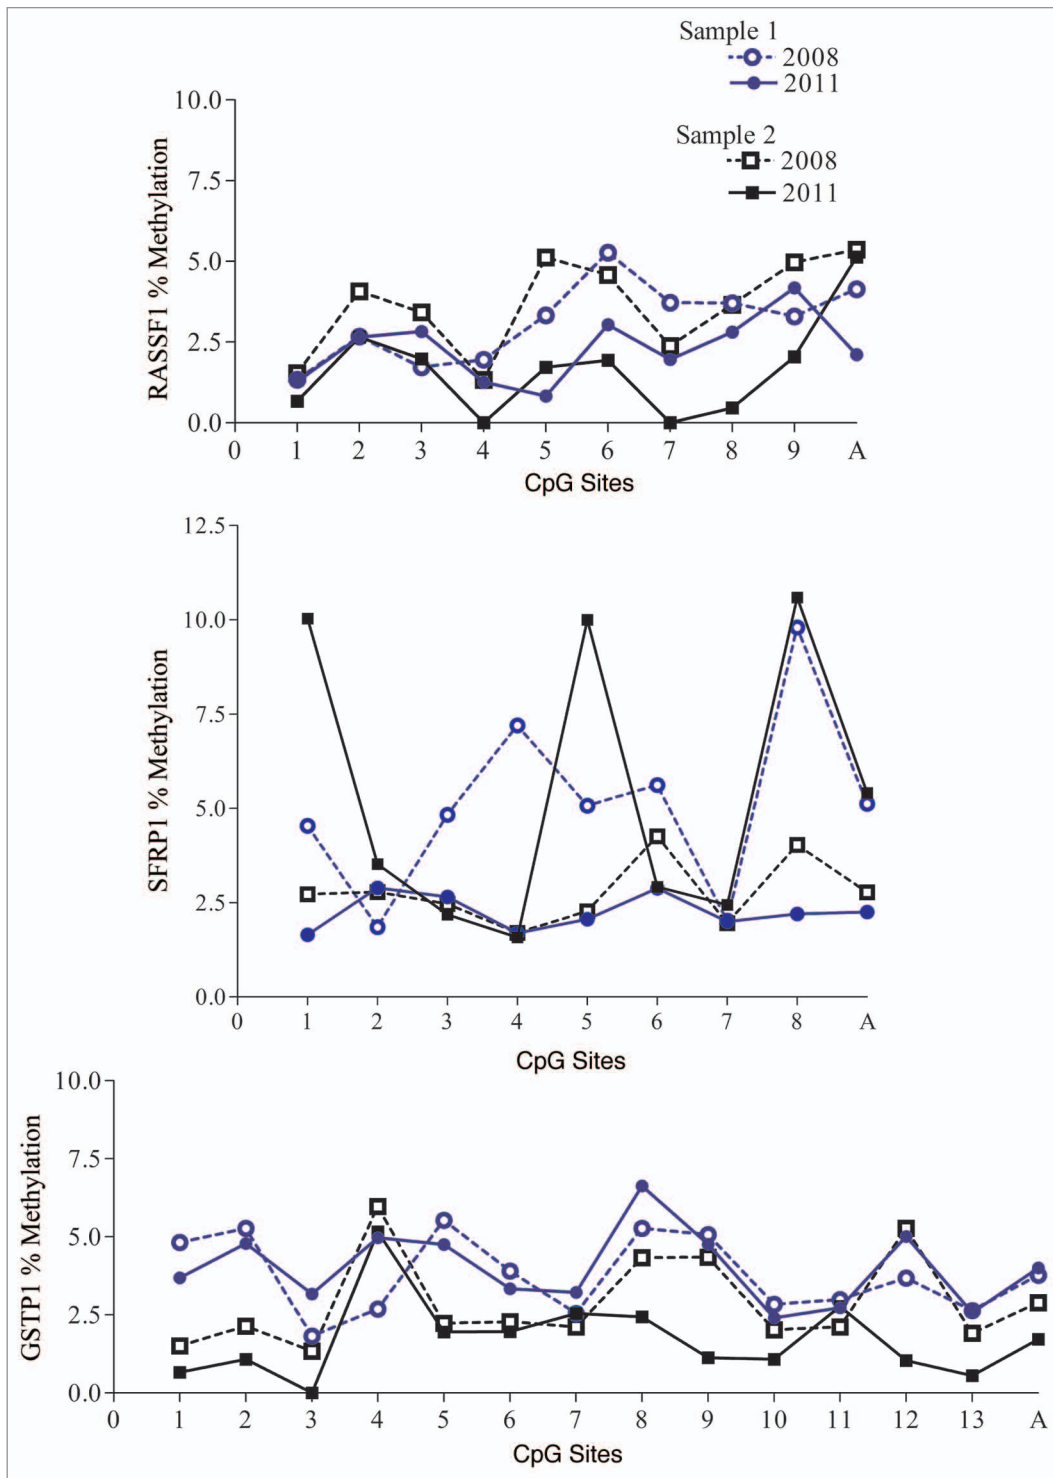 Sample 1
2008
2011
Sample 2
2008
2011
RASSF1 % Methylation
10.0
7.5
5.0
2.5
0.0
0 1 2 3 4 5 6 7 8 9 A
CpG Sites
SFRP1 % Methylation
12.5
10.0
7.5
5.0
2.5
0.0
0 1 2 3 4 5 6 7 8 A
CpG Sites
GSTP1 % Methylation
10.0
7.5
5.0
2.5
0.0
0 1 2 3 4 5 6 7 8 9 10 11 12 13 A
CpG Sites